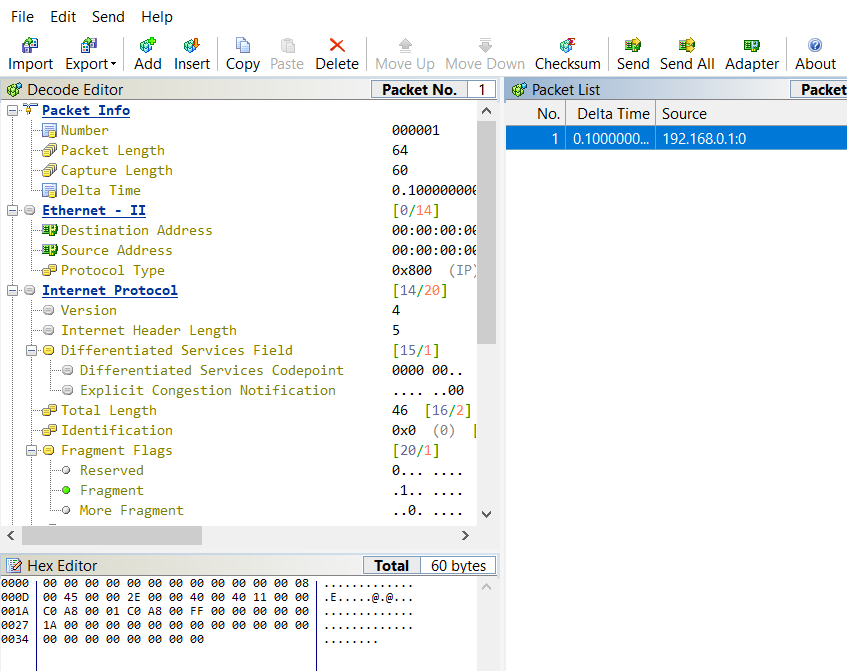 File Edit Send Help
Import Export Add Insert Copy Paste Delete Move Up Move Down Checksum Send Send All Adapter About
Decode Editor Packet No. 1
Packet Info
Number 000001
Packet Length 64
Capture Length 60
Delta Time 0.100000000
Ethernet - II [0/14]
Destination Address 00:00:00:00
Source Address 00:00:00:00
Protocol Type 0x800 (IP)
Internet Protocol [14/20]
Version 4
Internet Header Length 5
Differentiated Services Field [15/1]
Differentiated Services Codepoint 0000 00..
Explicit Congestion Notification .... ..00
Total Length 46 [16/2]
Identification 0x0 (0) [
Fragment Flags [20/1]
Reserved 0... ....
Fragment .1.. ....
More Fragment ..0. ....
Packet List Packet
No. Delta Time Source
1 0.1000000... 192.168.0.1:0
Hex Editor Total 60 bytes
0000 00 00 00 00 00 00 00 00 00 00 00 00 08 .............
000D 00 45 00 00 2E 00 00 40 00 40 11 00 00 .E.....@.@...
001A C0 A8 00 01 C0 A8 00 FF 00 00 00 00 00 .............
0027 1A 00 00 00 00 00 00 00 00 00 00 00 00 .............
0034 00 00 00 00 00 00 00 00 ........